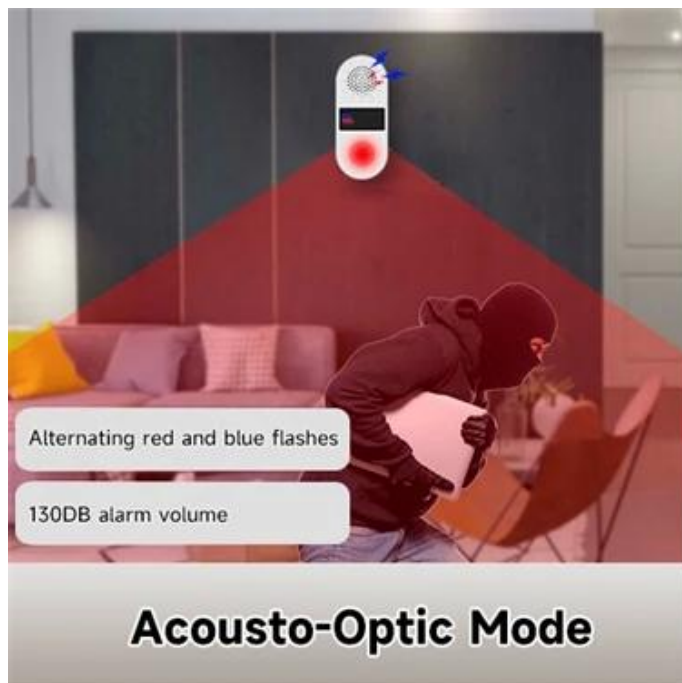 Alternating red and blue flashes
130DB alarm volume
Acousto-Optic Mode